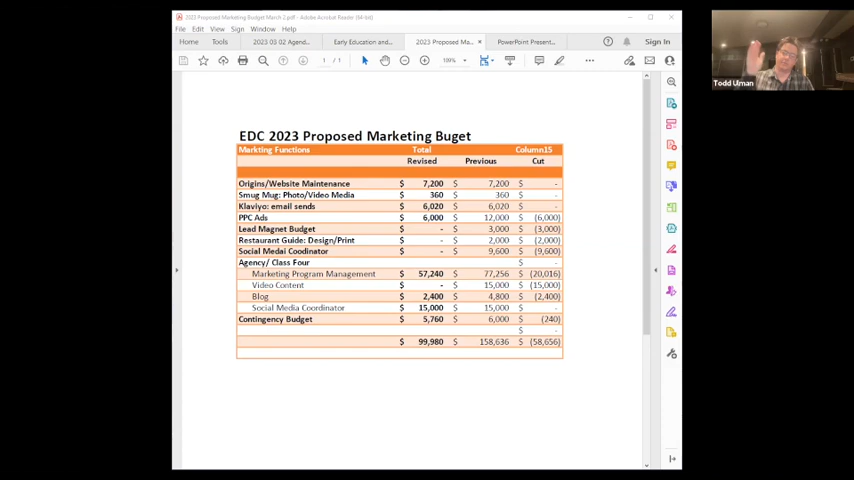 2023 Proposed Marketing Budget March 2.pdf - Adobe Acrobat Reader (64-bit)
File Edit View Sign Window Help
Home Tools 2023 03 02 Agend... Early Education and... 2023 Proposed Ma... × PowerPoint Present... Sign In
1 / 1 100%
Todd Ulman
EDC 2023 Proposed Marketing Buget
Markting Functions Total Column15
Revised Previous Cut
Origins/Website Maintenance $ 7,200 $ 7,200 $ -
Smug Mug: Photo/Video Media $ 360 $ 360 $ -
Klaviyo: email sends $ 6,020 $ 6,020 $ -
PPC Ads $ 6,000 $ 12,000 $ (6,000)
Lead Magnet Budget $ - $ 3,000 $ (3,000)
Restaurant Guide: Design/Print $ - $ 2,000 $ (2,000)
Social Medai Coodinator $ - $ 9,600 $ (9,600)
Agency/ Class Four $ -
Marketing Program Management $ 57,240 $ 77,256 $ (20,016)
Video Content $ - $ 15,000 $ (15,000)
Blog $ 2,400 $ 4,800 $ (2,400)
Social Media Coordinator $ 15,000 $ 15,000 $ -
Contingency Budget $ 5,760 $ 6,000 $ (240)
$ -
$ 99,980 $ 158,636 $ (58,656)